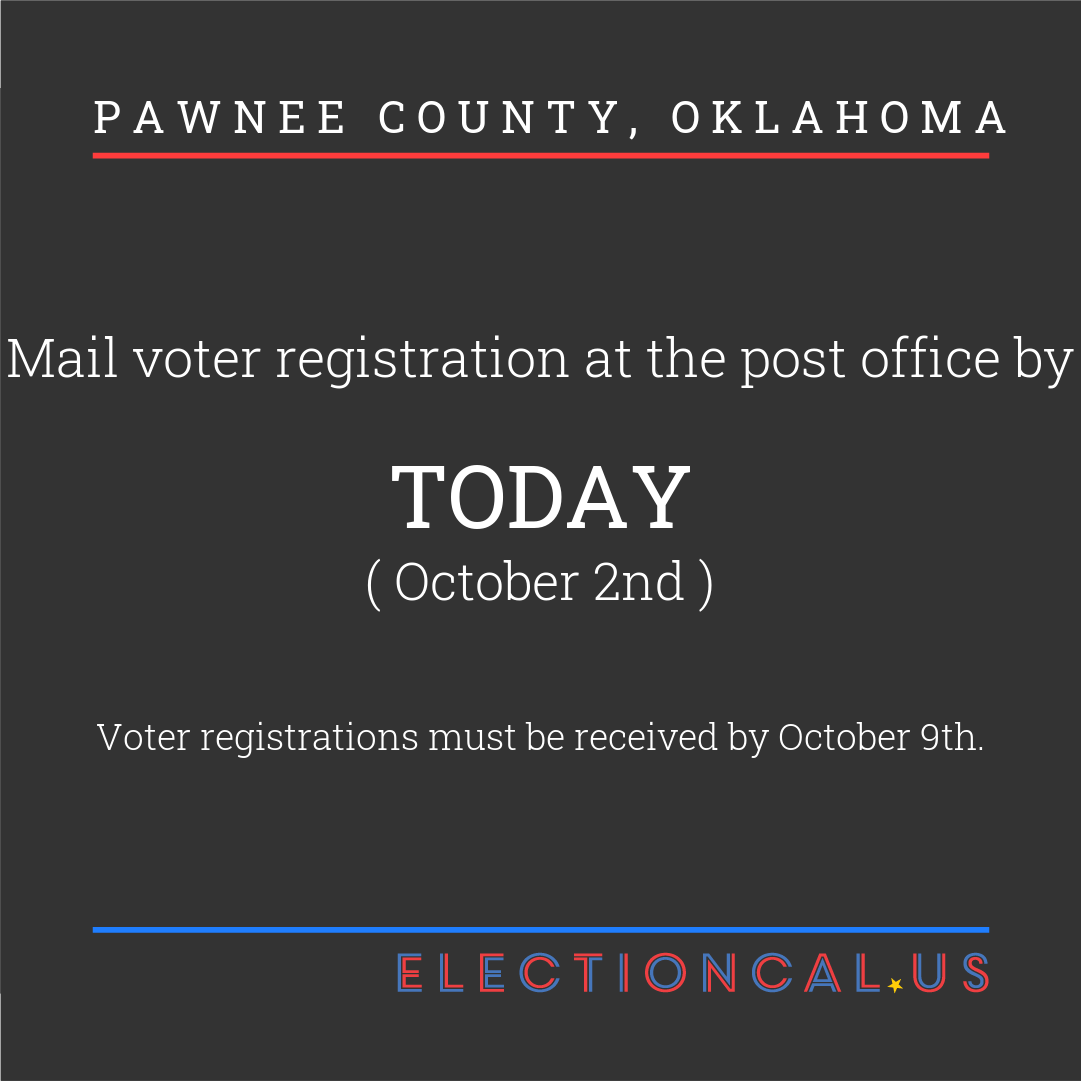 PAWNEE COUNTY, OKLAHOMA
Mail voter registration at the post office by
TODAY
( October 2nd )
Voter registrations must be received by October 9th.
ELECTIONCAL.US